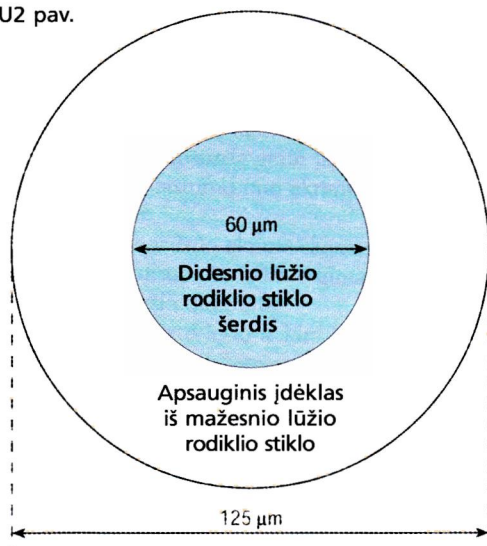 U2 pav.
60 µm
Didesnio lūžio
rodiklio stiklo
šerdis
Apsauginis įdėklas
iš mažesnio lūžio
rodiklio stiklo
125 µm